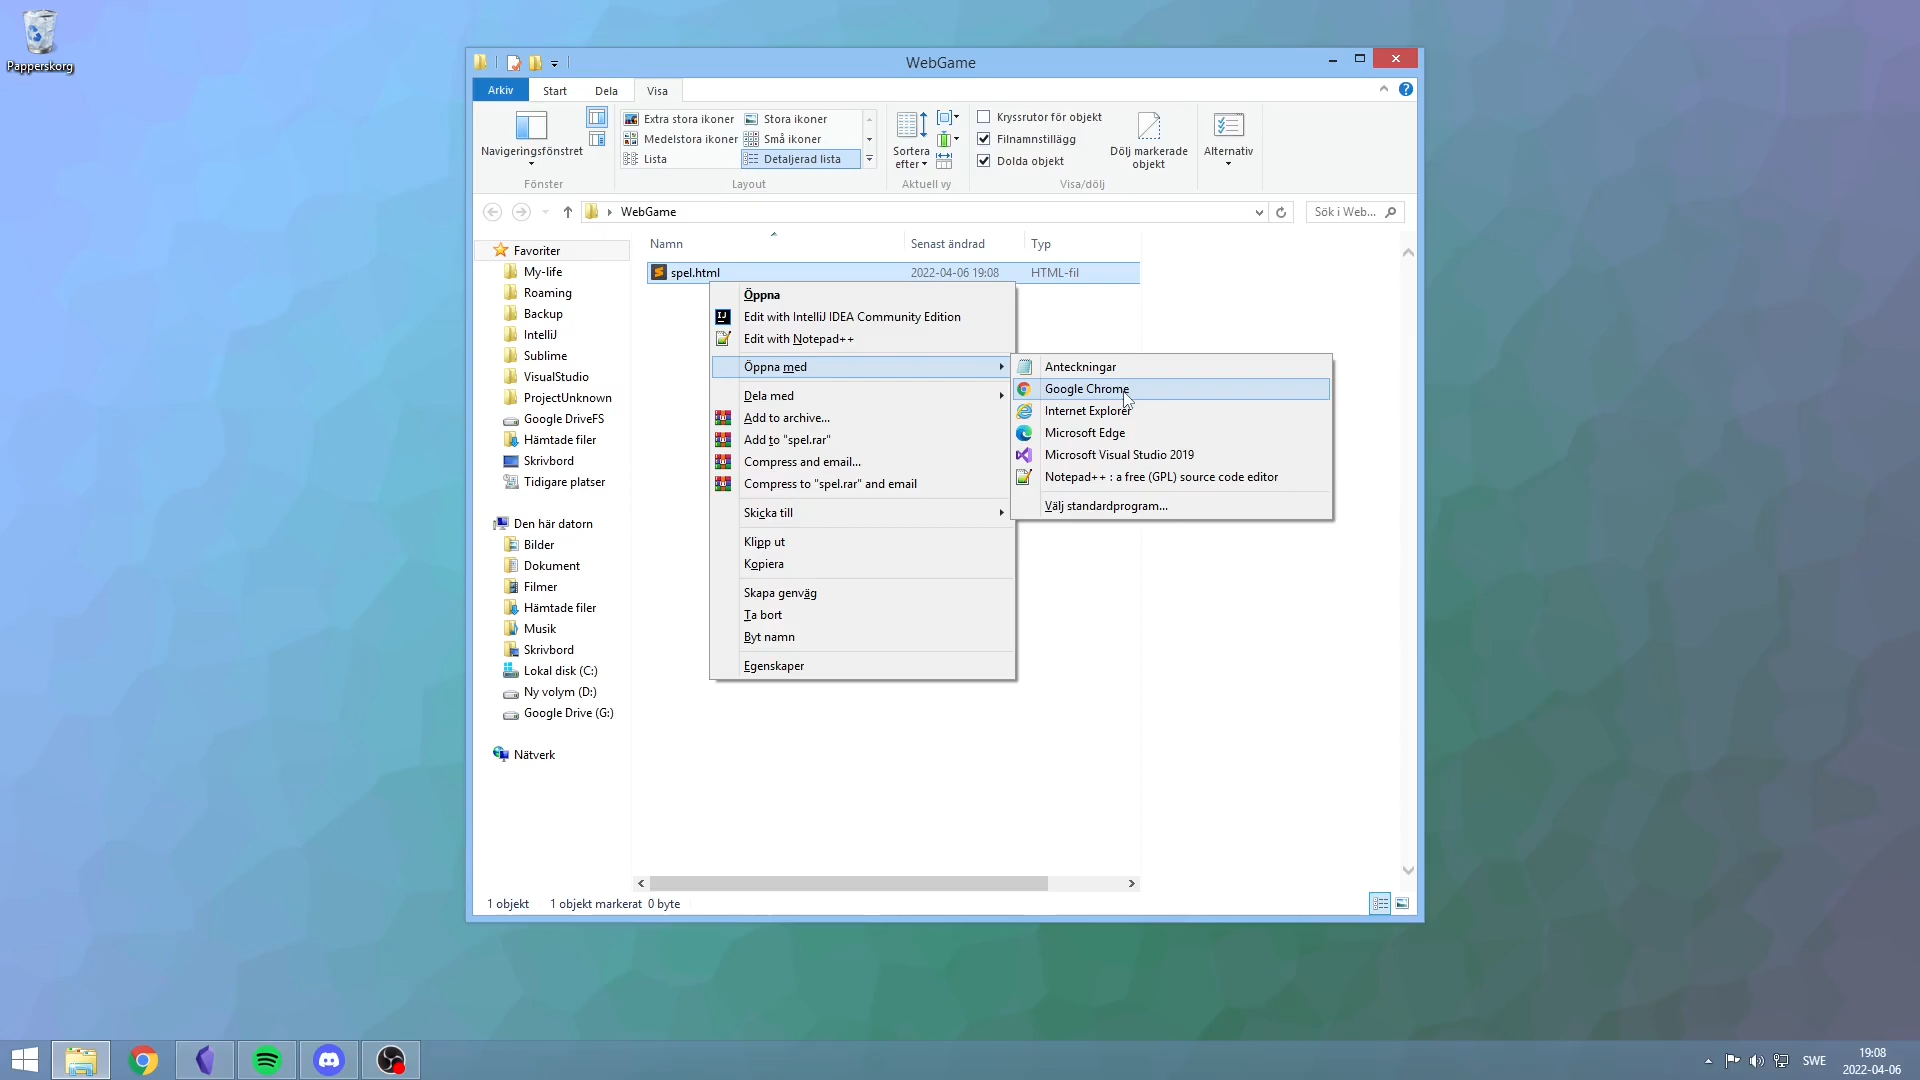 Papperskorg
WebGame
Arkiv
Start
Dela
Visa
Navigeringsfönstret
Fönster
Extra stora ikoner
Stora ikoner
Medelstora ikoner
Små ikoner
Lista
Detaljerad lista
Layout
Sortera
efter
Aktuell vy
Kryssrutor för objekt
Filnamnstillägg
Dolda objekt
Dölj markerade
objekt
Visa/dölj
Alternativ
WebGame
Sök i Web...
Favoriter
My-life
Roaming
Backup
IntelliJ
Sublime
VisualStudio
ProjectUnknown
Google DriveFS
Hämtade filer
Skrivbord
Tidigare platser
Den här datorn
Bilder
Dokument
Filmer
Hämtade filer
Musik
Skrivbord
Lokal disk (C:)
Ny volym (D:)
Google Drive (G:)
Nätverk
Namn
Senast ändrad
Typ
spel.html
2022-04-06 19:08
HTML-fil
Öppna
Edit with IntelliJ IDEA Community Edition
Edit with Notepad++
Öppna med
Dela med
Add to archive...
Add to "spel.rar"
Compress and email...
Compress to "spel.rar" and email
Skicka till
Klipp ut
Kopiera
Skapa genväg
Ta bort
Byt namn
Egenskaper
Anteckningar
Google Chrome
Internet Explorer
Microsoft Edge
Microsoft Visual Studio 2019
Notepad++ : a free (GPL) source code editor
Välj standardprogram...
1 objekt
1 objekt markerat 0 byte
SWE
19:08
2022-04-06